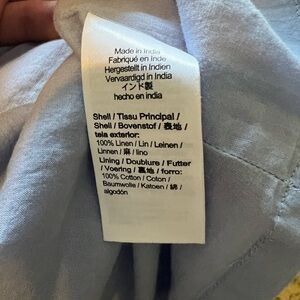 Made in India
Fabriqué en Inde
Hergestellt in Indien
Vervaardigd in India
インド製
hecho en india
Shell / Tissu Principal /
Shell / Bovenstof / 表地 /
tela exterior:
100% Linen / Lin / Leinen /
Linnen / 麻 / lino
Lining / Doublure / Futter
/ Voering / 裏地 / forro:
100% Cotton / Coton /
Baumwolle / Katoen / 綿 /
algodón